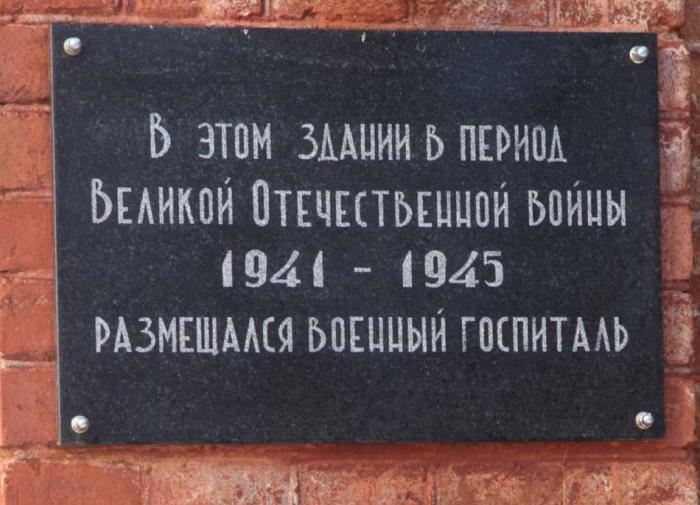 В ЭТОМ ЗДАНИИ В ПЕРИОД
ВЕЛИКОЙ ОТЕЧЕСТВЕННОЙ ВОЙНЫ
1941 - 1945
РАЗМЕЩАЛСЯ ВОЕННЫЙ ГОСПИТАЛЬ